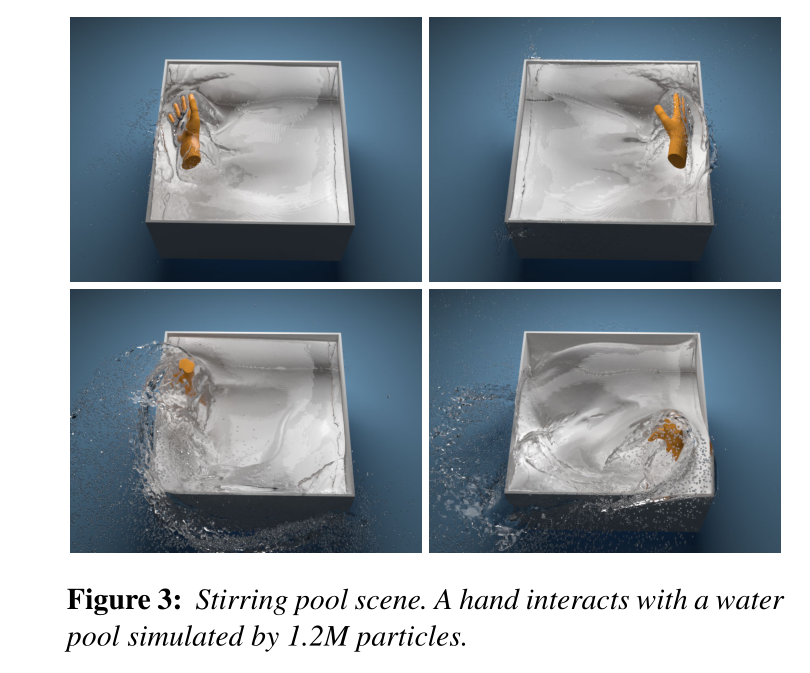 Figure 3: Stirring pool scene. A hand interacts with a water
pool simulated by 1.2M particles.